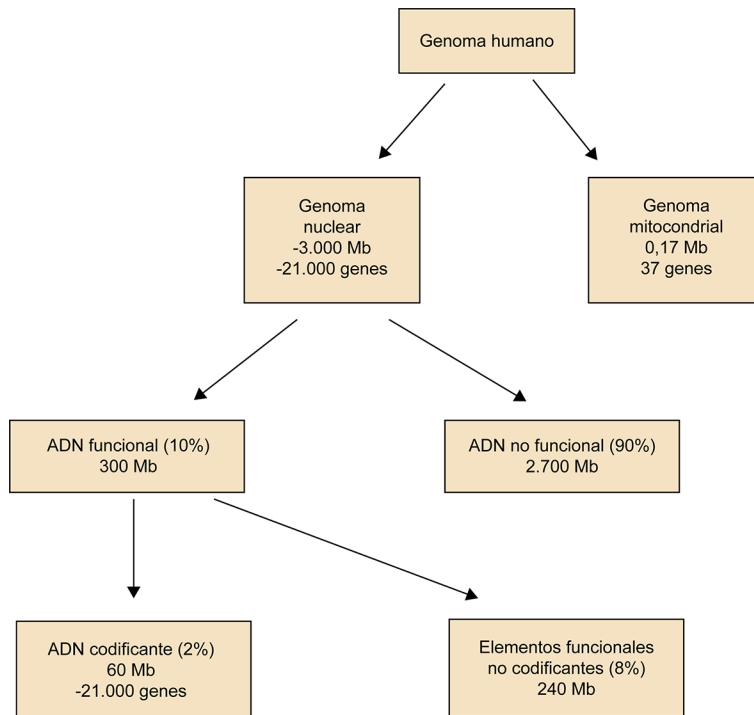 Genoma humano
Genoma
nuclear
-3.000 Mb
-21.000 genes
Genoma
mitocondrial
0,17 Mb
37 genes
ADN funcional (10%)
300 Mb
ADN no funcional (90%)
2.700 Mb
ADN codificante (2%)
60 Mb
-21.000 genes
Elementos funcionales
no codificantes (8%)
240 Mb